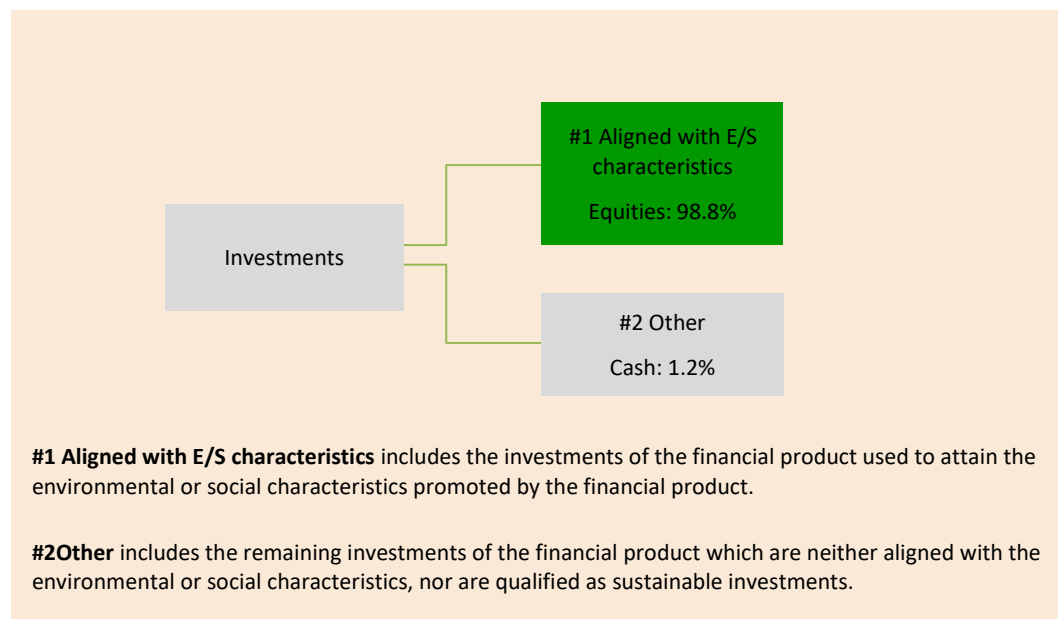 #1 Aligned with E/S
characteristics
Equities: 98.8%
Investments
#2 Other
Cash: 1.2%
#1 Aligned with E/S characteristics includes the investments of the financial product used to attain the
environmental or social characteristics promoted by the financial product.
#2Other includes the remaining investments of the financial product which are neither aligned with the
environmental or social characteristics, nor are qualified as sustainable investments.